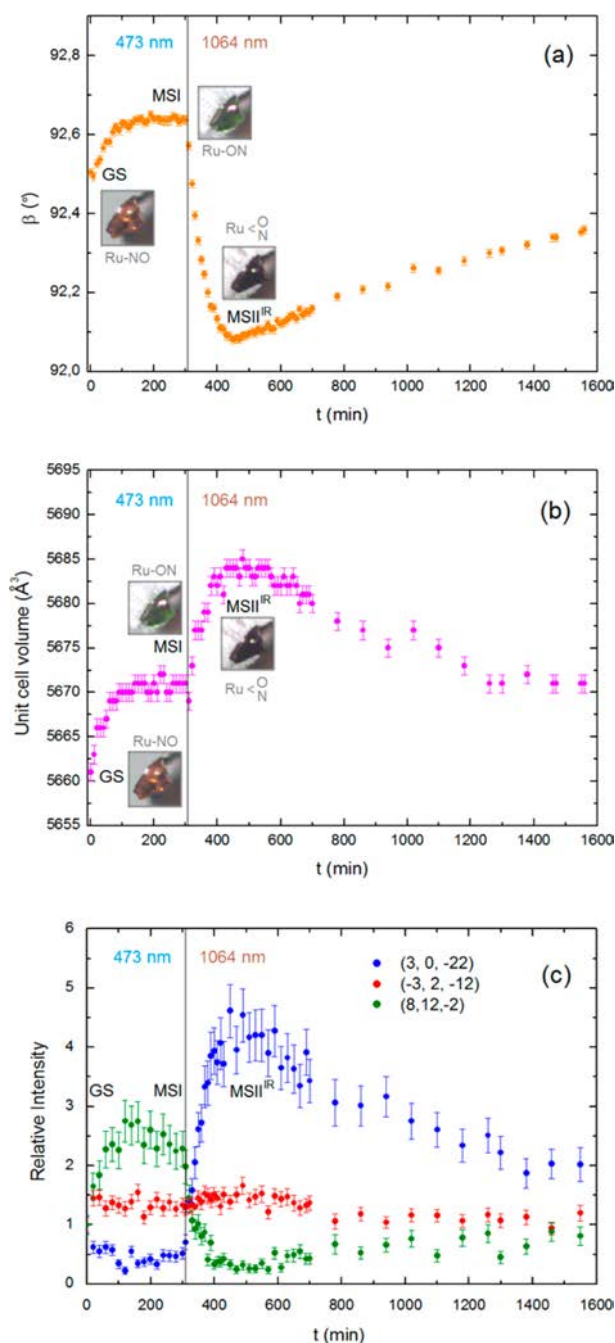 473 nm 1064 nm (a)
92,8
MSI
92,6
Ru-ON
GS
β (°)
92,4
Ru-NO
Ru < O
N
92,2
MSII^IR
92,0
0 200 400 600 800 1000 1200 1400 1600
t (min)
5695
473 nm 1064 nm (b)
5690
5685
Ru-ON
5680
MSII^IR
MSI
5675
Ru < O
N
Unit cell volume (Å³)
5670
Ru-NO
5665
GS
5660
5655
0 200 400 600 800 1000 1200 1400 1600
t (min)
6
473 nm 1064 nm (c)
(3, 0, -22)
5
(-3, 2, -12)
(8,12,-2)
4
GS MSI MSII^IR
3
Relative Intensity
2
1
0
0 200 400 600 800 1000 1200 1400 1600
t (min)